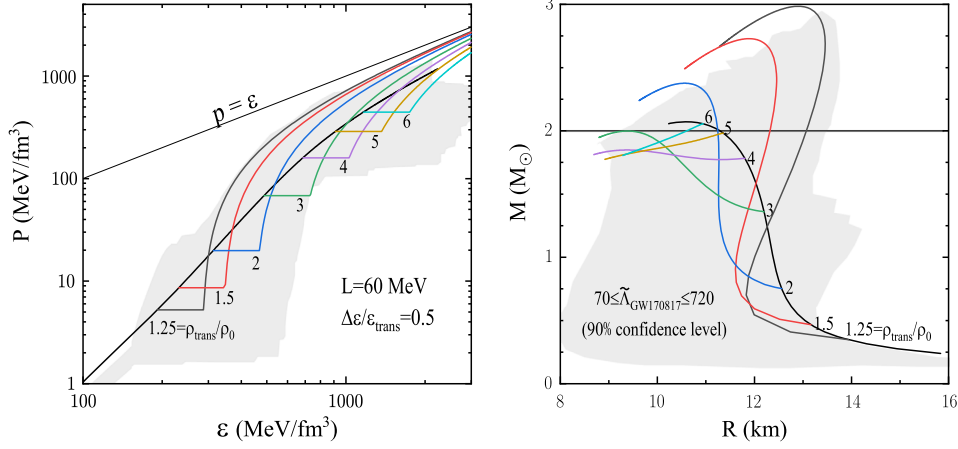 1000
100
10
1
P (MeV/fm³)
p = ε
6
5
4
3
2
1.5
1.25=ρtrans/ρ0
L=60 MeV
Δε/εtrans=0.5
100
1000
ε (MeV/fm³)
3
2
1
0
M (M⊙)
6
5
4
3
2
1.5
1.25=ρtrans/ρ0
70≤Λ̃GW170817≤720
(90% confidence level)
8
10
12
14
16
R (km)